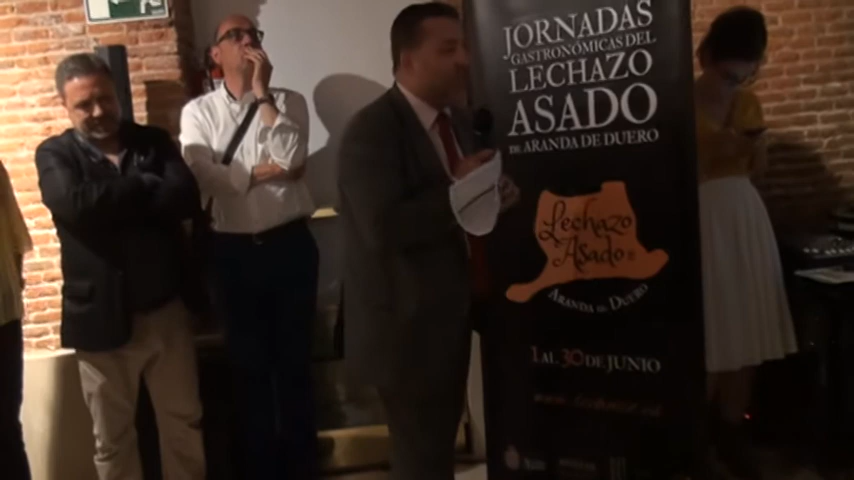 JORNADAS
GASTRONÓMICAS DEL
LECHAZO
ASADO
DE ARANDA DE DUERO
Lechazo
Asado
ARANDA DE DUERO
1 AL 30 DE JUNIO